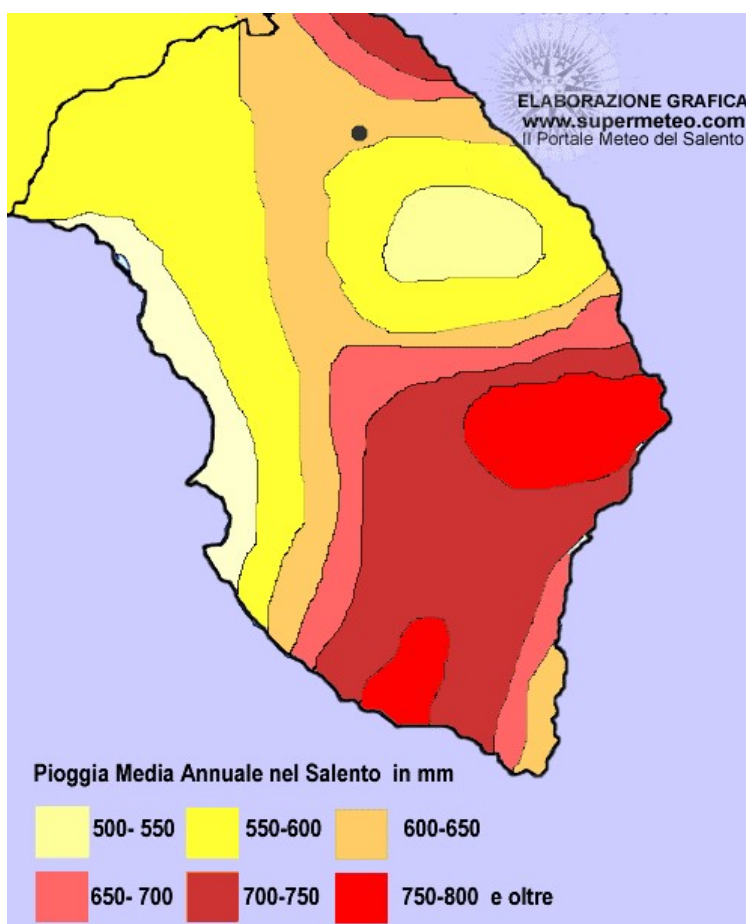 ELABORAZIONE GRAFICA
www.supermeteo.com
Il Portale Meteo del Salento
Pioggia Media Annuale nel Salento in mm
500- 550
550-600
600-650
650- 700
700-750
750-800 e oltre